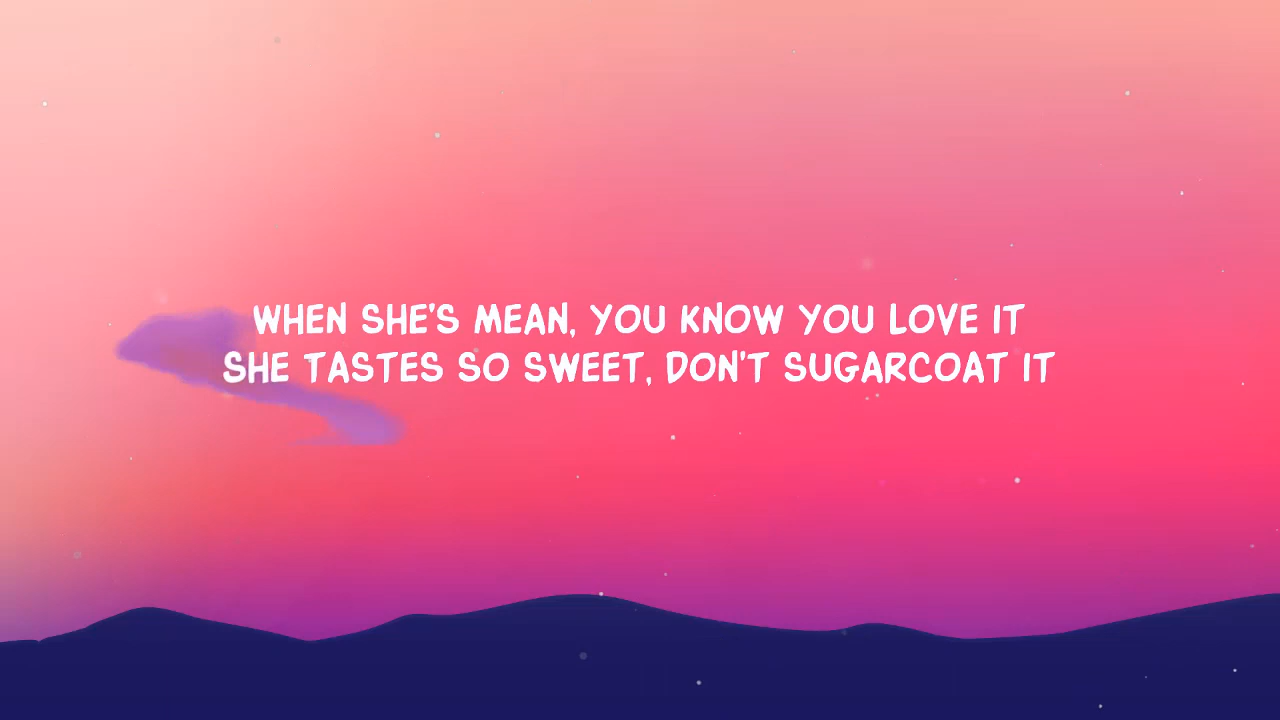 WHEN SHE'S MEAN, YOU KNOW YOU LOVE IT
SHE TASTES SO SWEET, DON'T SUGARCOAT IT